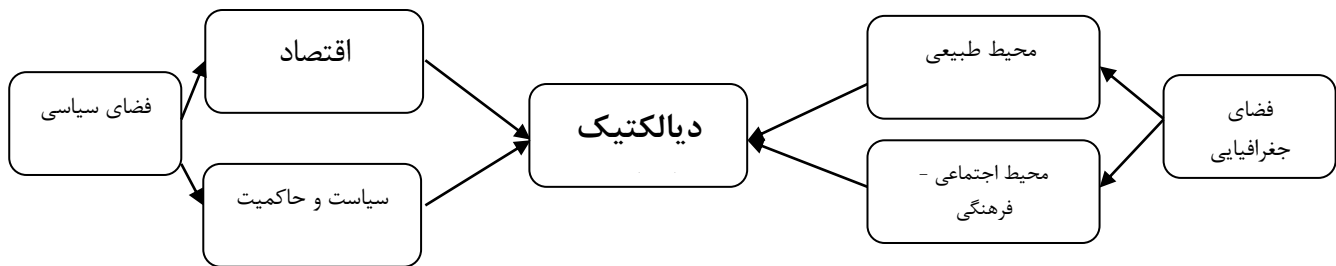 فضای
جغرافیایی
محیط طبیعی
محیط اجتماعی –
فرهنگی
دیالکتیک
اقتصاد
سیاست و حاکمیت
فضای سیاسی